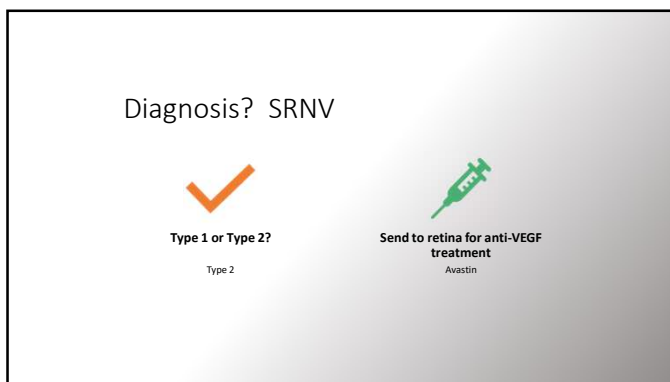 Diagnosis? SRNV
Type 1 or Type 2?
Type 2
Send to retina for anti-VEGF
treatment
Avastin